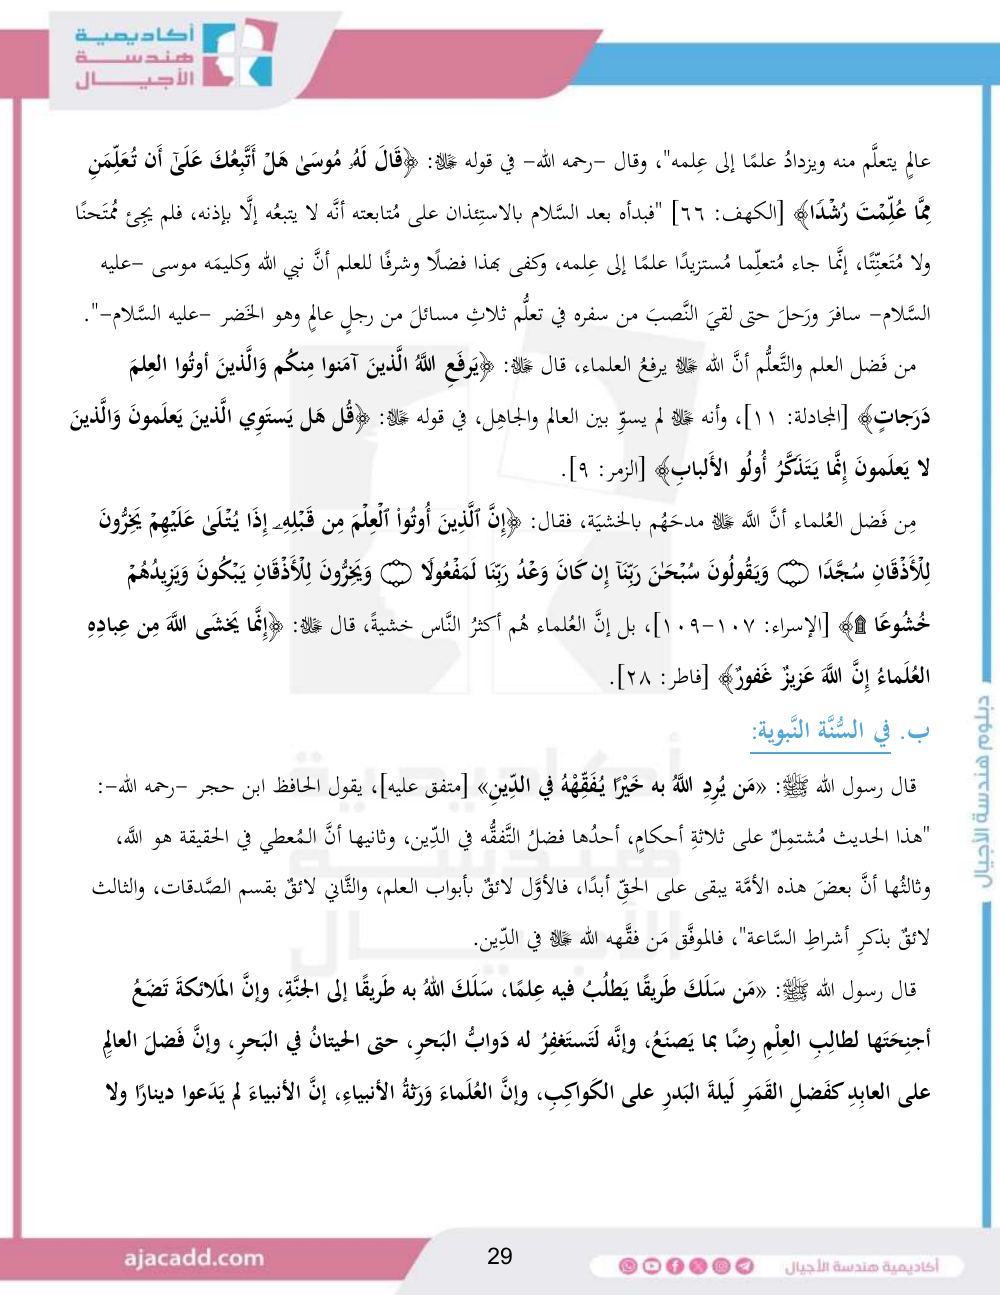 أكاديمية
هندسة
الأجيال
عالمٍ يتعلَّم منه ويزدادُ علمًا إلى عِلمه"، وقال –رحمه الله– في قوله ﷻ: ﴿قَالَ لَهُۥ مُوسَىٰ هَلۡ أَتَّبِعُكَ عَلَىٰٓ أَن تُعَلِّمَنِ
مِمَّا عُلِّمۡتَ رُشۡدٗا﴾ [الكهف: ٦٦] "فبدأه بعد السَّلام بالاستِئذان على مُتابعته أنَّه لا يتبعُه إلَّا بإذنه، فلم يجِئ مُمتَحنًا
ولا مُتَعنِّتًا، إنَّما جاء مُتعلِّما مُستزيدًا علمًا إلى عِلمه، وكفى بهذا فضلًا وشرفًا للعلم أنَّ نبي الله وكليمَه موسى –عليه
السَّلام– سافرَ ورَحلَ حتى لقيَ النَّصبَ من سفره في تعلُّم ثلاثِ مسائلَ من رجلٍ عالمٍ وهو الخَضر –عليه السَّلام–".
من فَضل العلم والتَّعلُّم أنَّ الله ﷻ يرفعُ العلماء، قال ﷻ: ﴿يَرفَعِ اللَّهُ الَّذينَ آمَنوا مِنكُم وَالَّذينَ أوتُوا العِلمَ
دَرَجاتٍ﴾ [المجادلة: ١١]، وأنه ﷻ لم يسوِّ بين العالم والجاهِل، في قوله ﷻ: ﴿قُل هَل يَستَوِي الَّذينَ يَعلَمونَ وَالَّذينَ
لا يَعلَمونَ إِنَّما يَتَذَكَّرُ أُولُو الأَلبابِ﴾ [الزمر: ٩].
مِن فَضل العُلماء أنَّ اللَّه ﷻ مدحَهُم بالخشيَة، فقال: ﴿إِنَّ ٱلَّذِينَ أُوتُواْ ٱلۡعِلۡمَ مِن قَبۡلِهِۦٓ إِذَا يُتۡلَىٰ عَلَيۡهِمۡ يَخِرُّونَ
لِلۡأَذۡقَانِ سُجَّدٗا ۝ وَيَقُولُونَ سُبۡحَٰنَ رَبِّنَآ إِن كَانَ وَعۡدُ رَبِّنَا لَمَفۡعُولٗا ۝ وَيَخِرُّونَ لِلۡأَذۡقَانِ يَبۡكُونَ وَيَزِيدُهُمۡ
خُشُوعٗا ۩﴾ [الإسراء: ١٠٧–١٠٩]، بل إنَّ العُلماء هُم أكثرُ النَّاس خشيةً، قال ﷻ: ﴿إِنَّما يَخشَى اللَّهَ مِن عِبادِهِ
العُلَماءُ إِنَّ اللَّهَ عَزيزٌ غَفورٌ﴾ [فاطر: ٢٨].
ب. في السُّنَّة النَّبوية:
قال رسول الله ﷺ: «مَن يُرِدِ اللَّهُ به خَيْرًا يُفَقِّهْهُ في الدِّينِ» [متفق عليه]، يقول الحافظ ابن حجر –رحمه الله–:
"هذا الحديث مُشتمِلٌ على ثلاثةِ أحكامٍ، أحدُها فضلُ التَّفقُّه في الدِّين، وثانيها أنَّ المُعطي في الحقيقة هو الله،
وثالثُها أنَّ بعضَ هذه الأمَّة يبقى على الحقِّ أبدًا، فالأوَّل لائقٌ بأبواب العلم، والثَّاني لائقٌ بقسم الصَّدقات، والثالث
لائقٌ بذكرِ أشراطِ السَّاعة"، فالموفَّق مَن فقَّهه الله ﷻ في الدِّين.
قال رسول الله ﷺ: «مَن سَلَكَ طَريقًا يَطلُبُ فيه عِلمًا، سَلَكَ اللهُ به طَريقًا إلى الجنَّةِ، وإنَّ المَلائكةَ تَضَعُ
أجنِحَتَها لطالِبِ العِلْمِ رِضًا بما يَصنَعُ، وإنَّه لَتَستَغفِرُ له دَوابُّ البَحرِ، حتى الحيتانُ في البَحرِ، وإنَّ فَضلَ العالِمِ
على العابِدِ كفَضلِ القَمَرِ لَيلةَ البَدرِ على الكَواكِبِ، وإنَّ العُلَماءَ وَرَثةُ الأنبياءِ، إنَّ الأنبياءَ لم يَدَعوا دينارًا ولا
دبلوم هندسة الأجيال
أكاديمية
هندسة
الأجيال
ajacadd.com
29
أكاديمية هندسة الأجيال